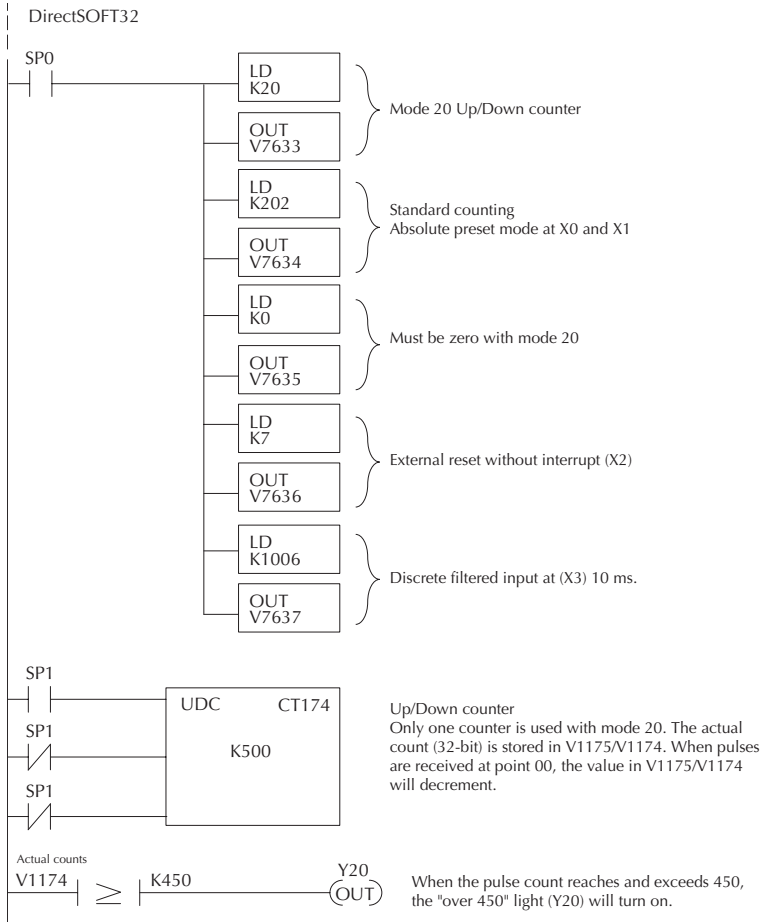 DirectSOFT32
SP0
LD
K20
OUT
V7633
Mode 20 Up/Down counter
LD
K202
OUT
V7634
Standard counting
Absolute preset mode at X0 and X1
LD
K0
OUT
V7635
Must be zero with mode 20
LD
K7
OUT
V7636
External reset without interrupt (X2)
LD
K1006
OUT
V7637
Discrete filtered input at (X3) 10 ms.
SP1
UDC CT174
SP1
K500
SP1
Up/Down counter
Only one counter is used with mode 20. The actual
count (32-bit) is stored in V1175/V1174. When pulses
are received at point 00, the value in V1175/V1174
will decrement.
Actual counts
V1174 ≥ K450
Y20
OUT
When the pulse count reaches and exceeds 450,
the "over 450" light (Y20) will turn on.